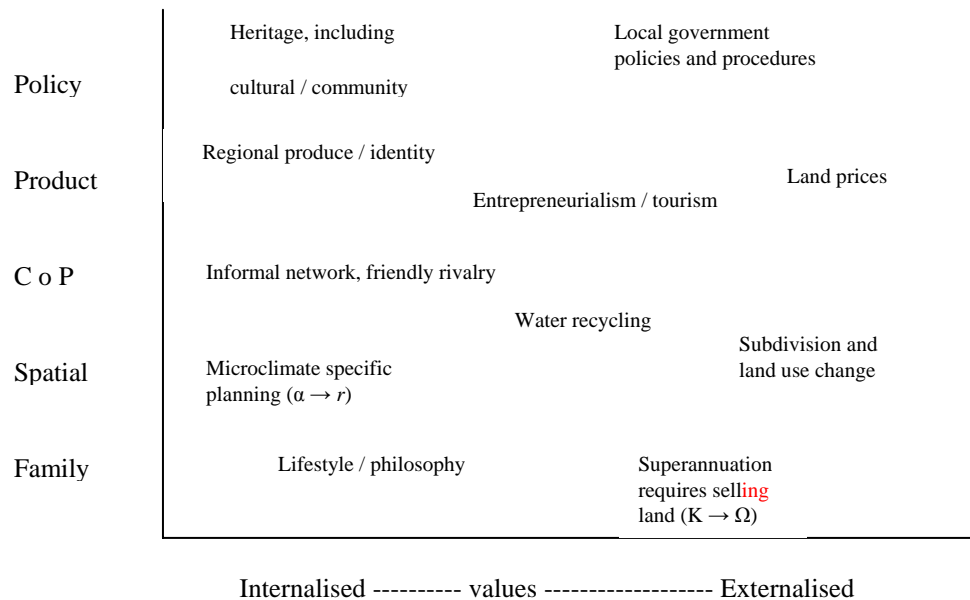 Heritage, including
Local government
policies and procedures
Policy
cultural / community
Regional produce / identity
Product
Land prices
Entrepreneurialism / tourism
C o P
Informal network, friendly rivalry
Water recycling
Subdivision and
land use change
Spatial
Microclimate specific
planning (α → r)
Family
Lifestyle / philosophy
Superannuation
requires selling
land (K → Ω)
Internalised ---------- values ------------------- Externalised